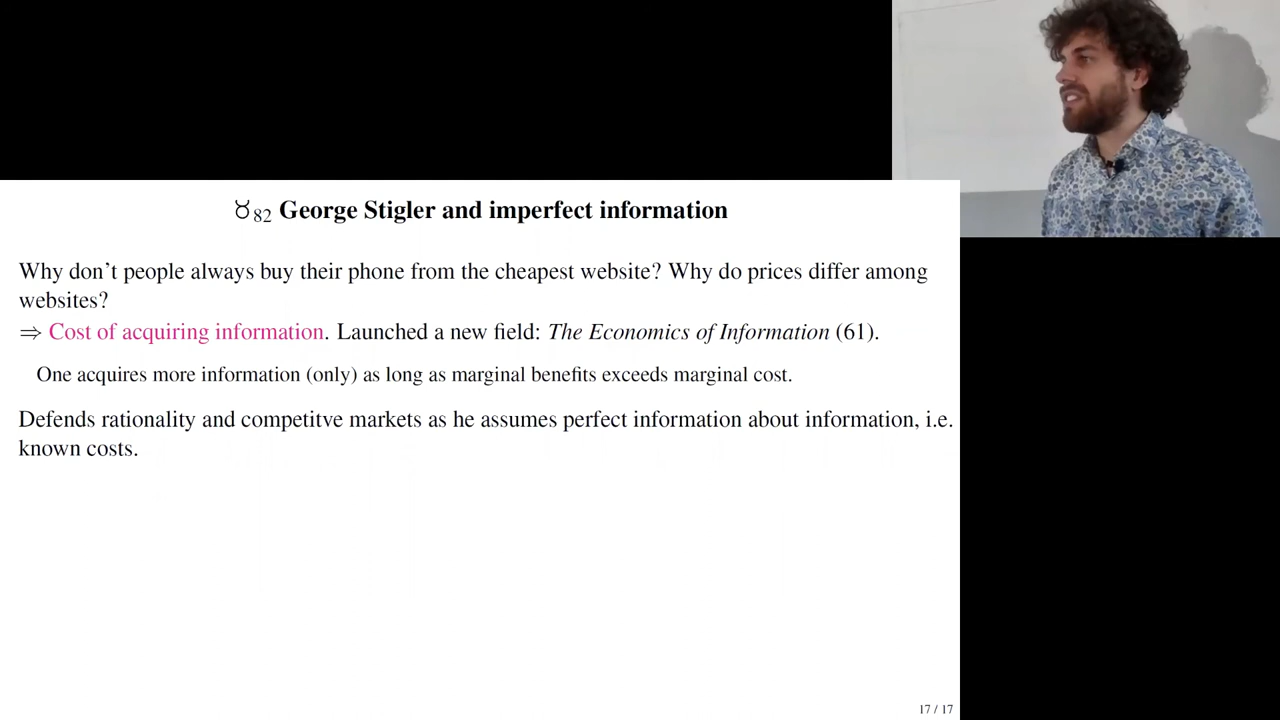 ♉82 George Stigler and imperfect information
Why don't people always buy their phone from the cheapest website? Why do prices differ among
websites?
⇒ Cost of acquiring information. Launched a new field: The Economics of Information (61).
One acquires more information (only) as long as marginal benefits exceeds marginal cost.
Defends rationality and competitve markets as he assumes perfect information about information, i.e.
known costs.
17 / 17